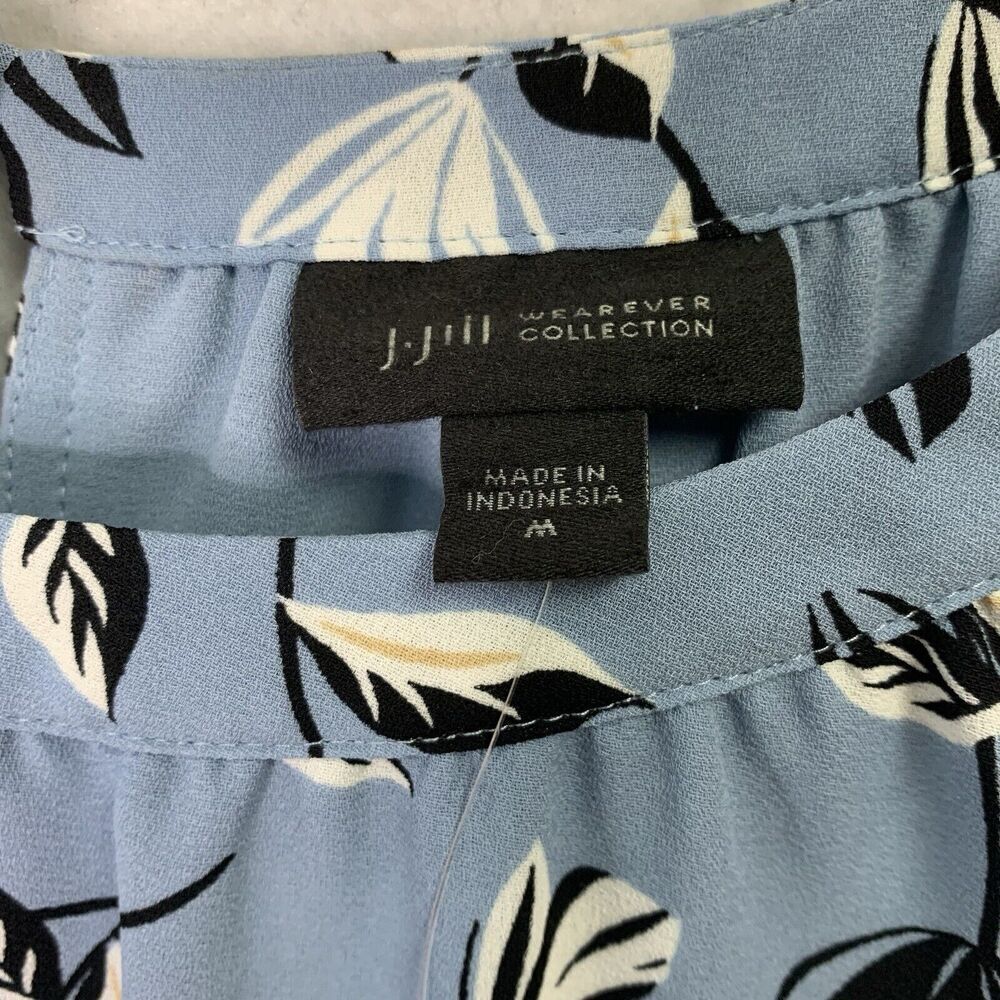 J.Jill WEAREVER
COLLECTION
MADE IN
INDONESIA
M